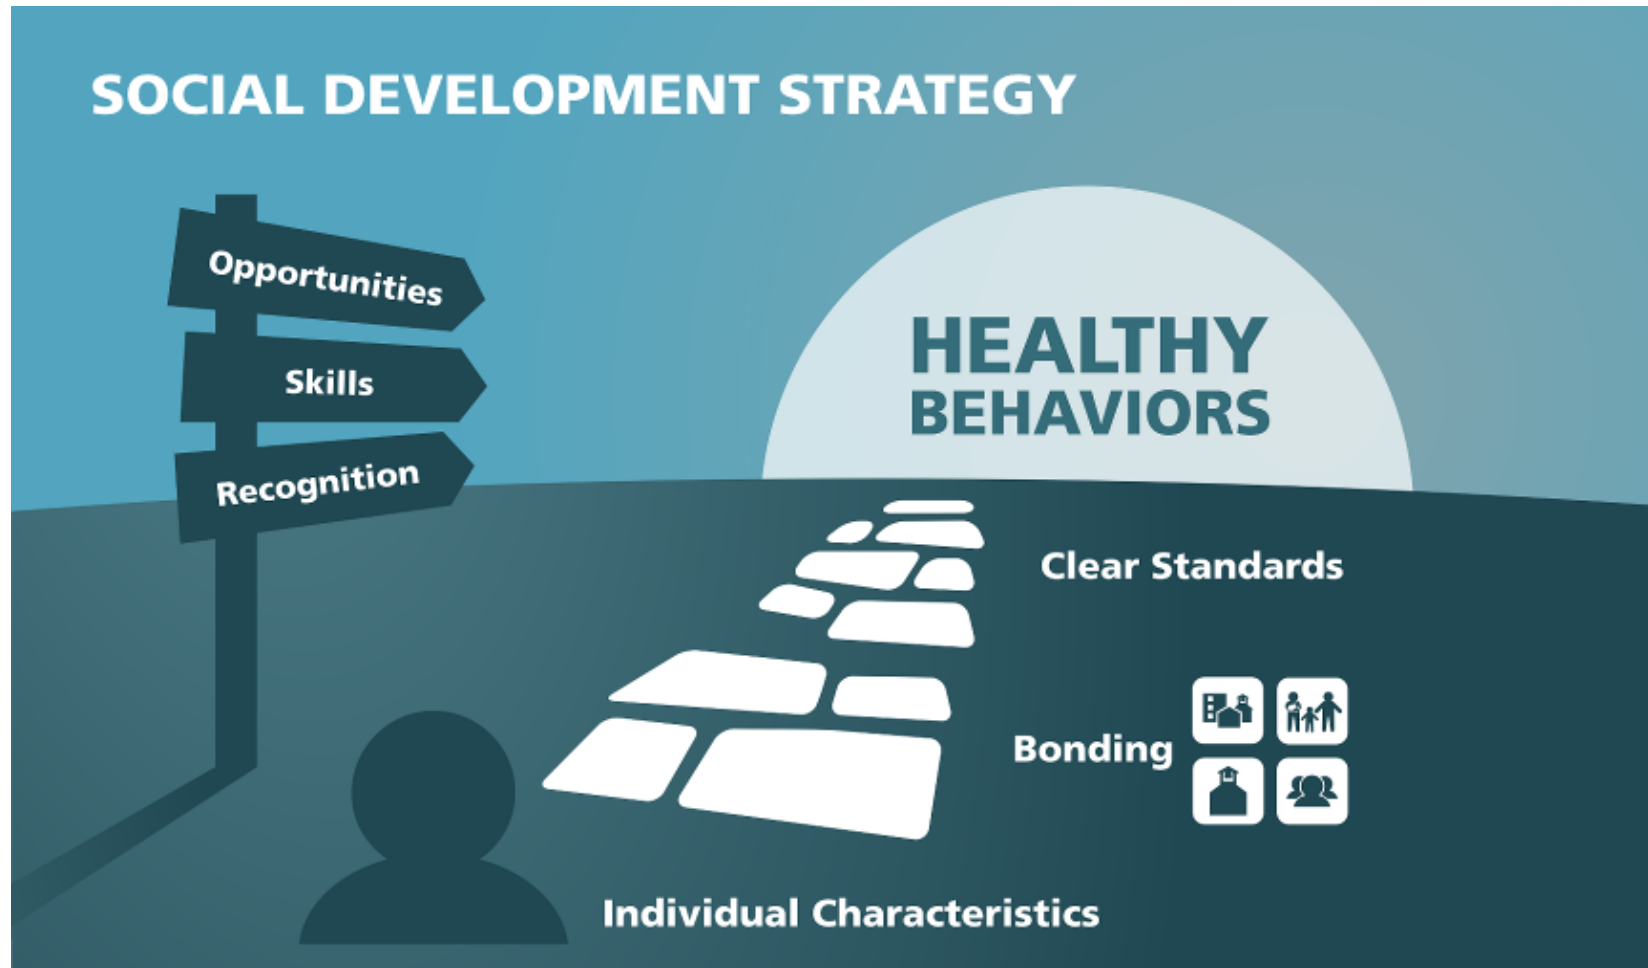 SOCIAL DEVELOPMENT STRATEGY
Opportunities
Skills
Recognition
HEALTHY
BEHAVIORS
Clear Standards
Bonding
Individual Characteristics